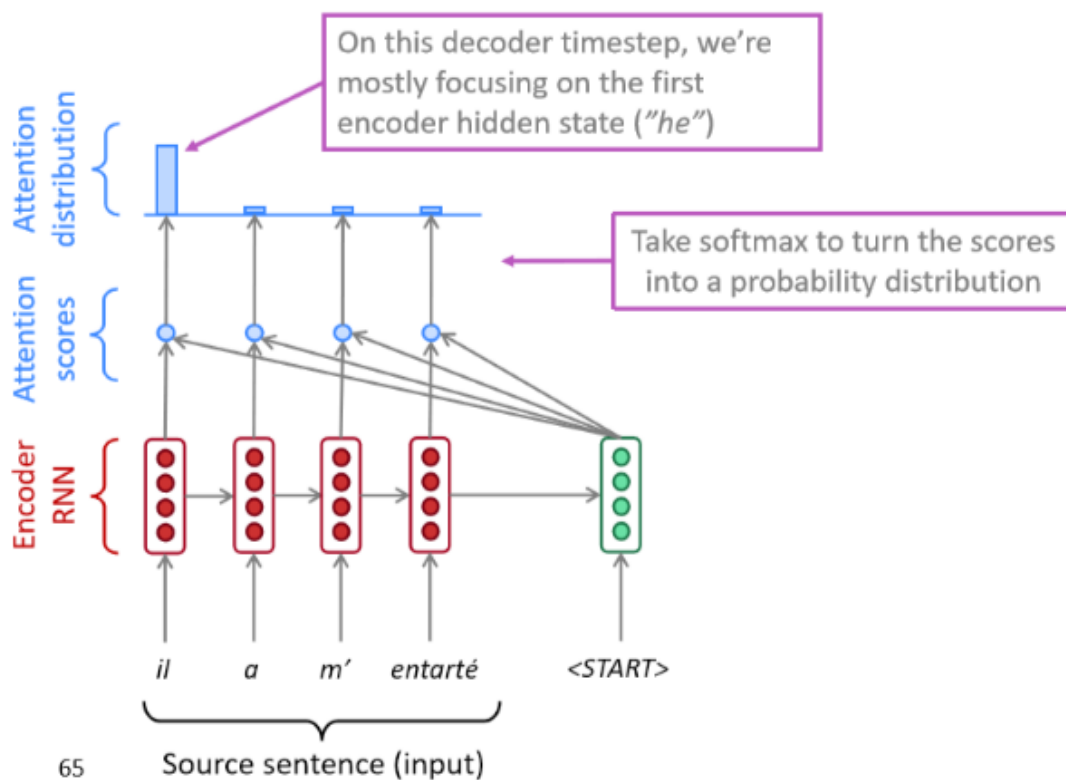 On this decoder timestep, we're
mostly focusing on the first
encoder hidden state ("he")
Attention
distribution
Take softmax to turn the scores
into a probability distribution
Attention
scores
Encoder
RNN
il a m' entarté <START>
Source sentence (input)
65